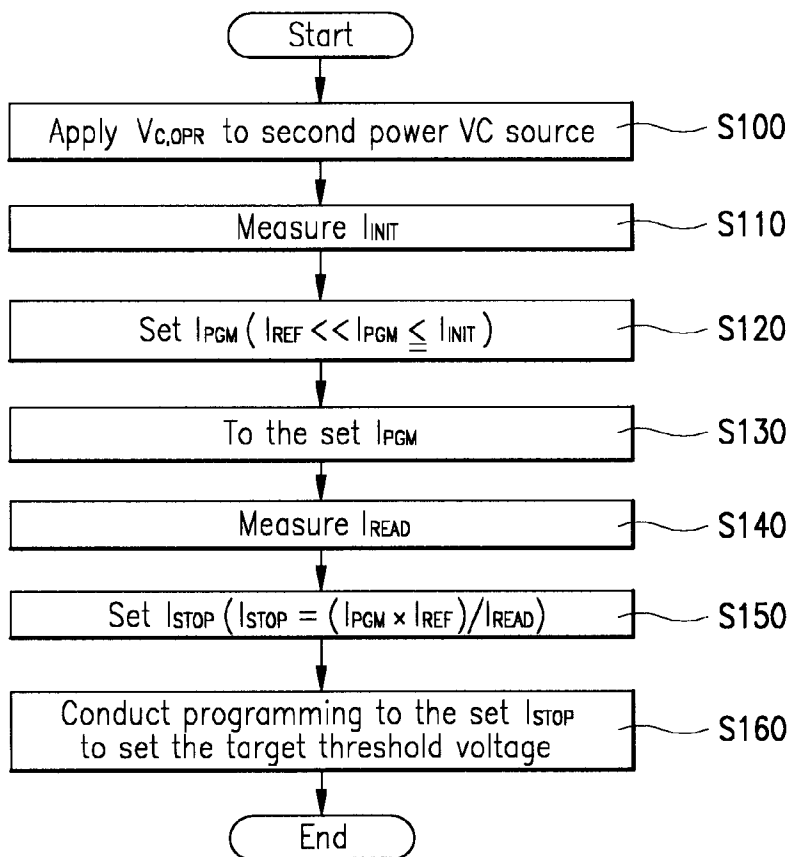 Start
Apply VC,OPR to second power VC source
S100
Measure IINIT
S110
Set IPGM (IREF << IPGM ≦ IINIT)
S120
To the set IPGM
S130
Measure IREAD
S140
Set ISTOP (ISTOP = (IPGM × IREF)/IREAD)
S150
Conduct programming to the set ISTOP
to set the target threshold voltage
S160
End